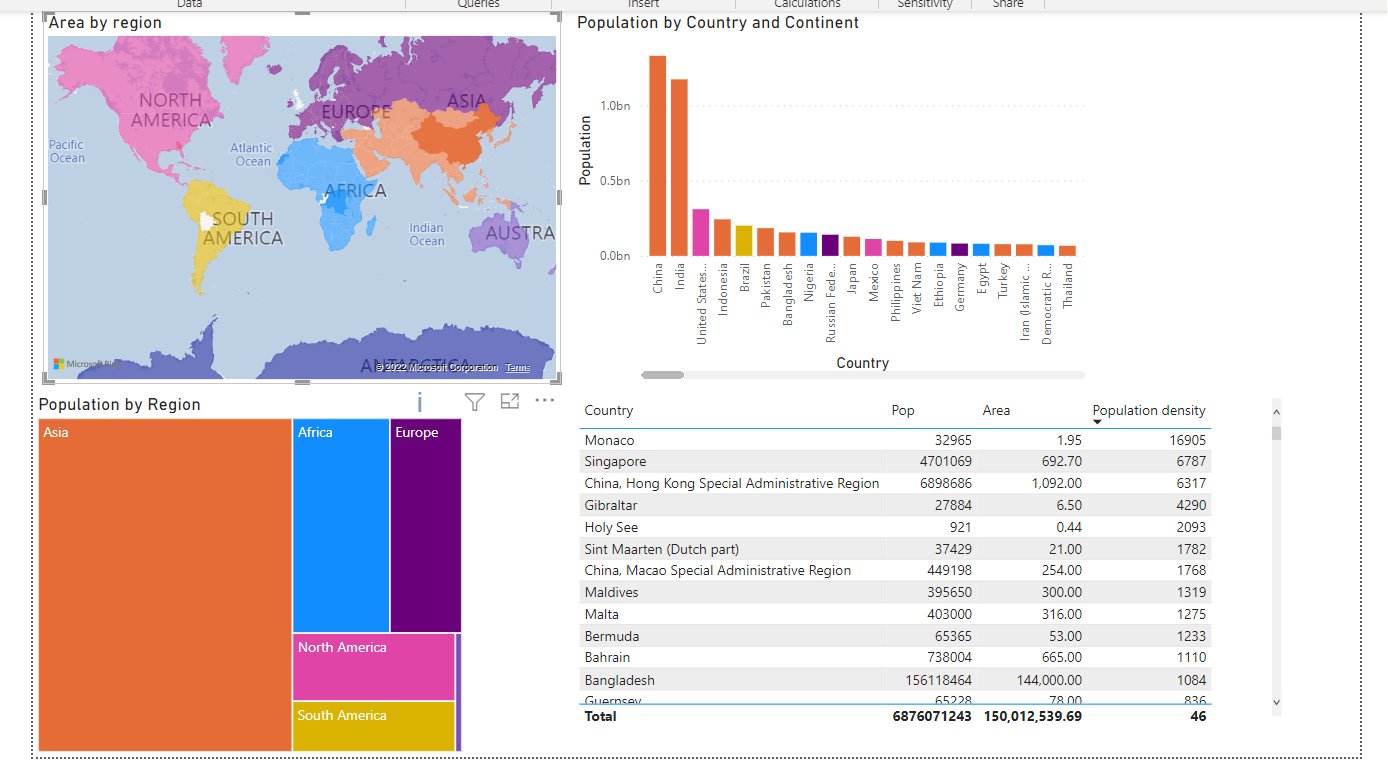 Data Queries Insert Calculations Sensitivity Share
Area by region
NORTH
AMERICA
EUROPE
ASIA
Pacific
Ocean
Atlantic
Ocean
AFRICA
SOUTH
AMERICA
Indian
Ocean
AUSTRA
ANTARCTICA
Microsoft Bing
© 2022 Microsoft Corporation Terms
Population by Country and Continent
Population
1.0bn
0.5bn
0.0bn
China
India
United States...
Indonesia
Brazil
Pakistan
Bangladesh
Nigeria
Russian Fede...
Japan
Mexico
Philippines
Viet Nam
Ethiopia
Germany
Egypt
Turkey
Iran (Islamic ...
Democratic R...
Thailand
Country
Population by Region
Asia
Africa
Europe
North America
South America
Country Pop Area Population density
Monaco 32965 1.95 16905
Singapore 4701069 692.70 6787
China, Hong Kong Special Administrative Region 6898686 1,092.00 6317
Gibraltar 27884 6.50 4290
Holy See 921 0.44 2093
Sint Maarten (Dutch part) 37429 21.00 1782
China, Macao Special Administrative Region 449198 254.00 1768
Maldives 395650 300.00 1319
Malta 403000 316.00 1275
Bermuda 65365 53.00 1233
Bahrain 738004 665.00 1110
Bangladesh 156118464 144,000.00 1084
Guernsey 65228 78.00 836
Total 6876071243 150,012,539.69 46